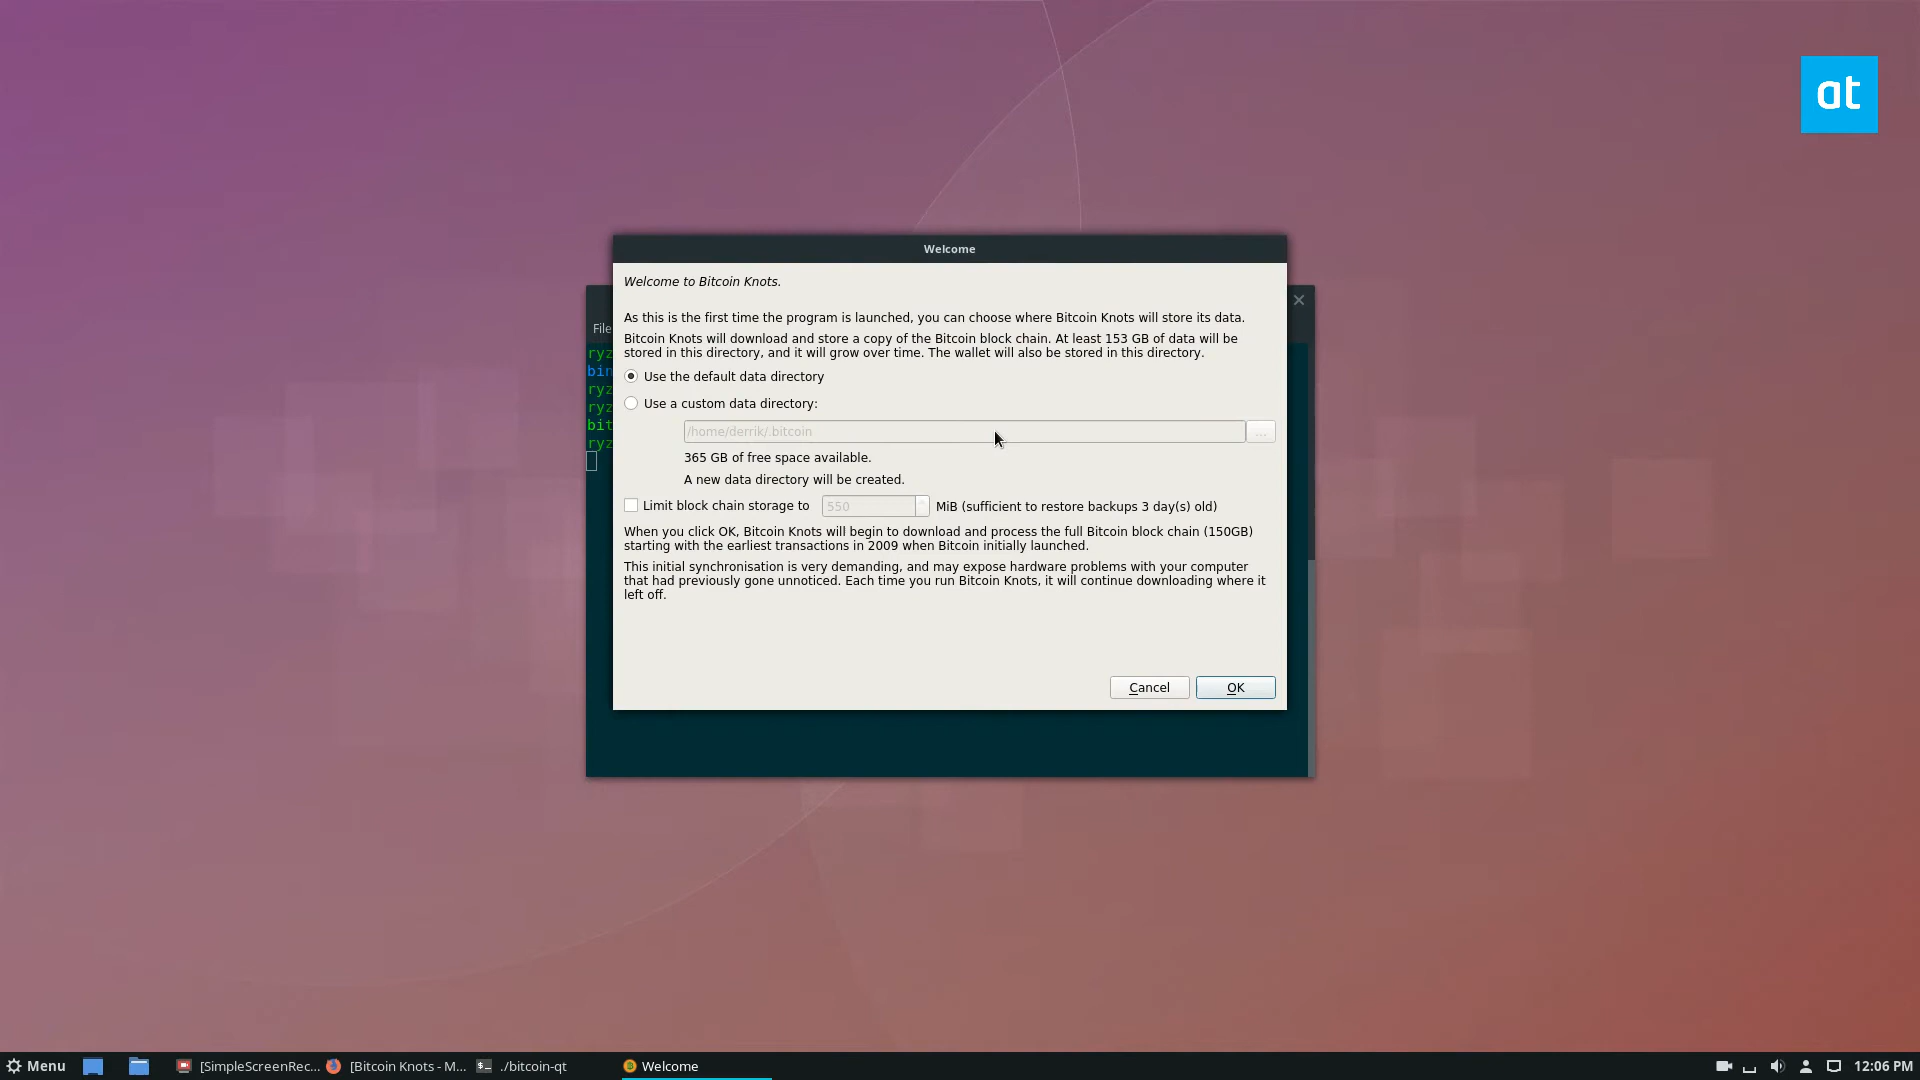 at
Welcome
Welcome to Bitcoin Knots.
As this is the first time the program is launched, you can choose where Bitcoin Knots will store its data.
Bitcoin Knots will download and store a copy of the Bitcoin block chain. At least 153 GB of data will be
stored in this directory, and it will grow over time. The wallet will also be stored in this directory.
Use the default data directory
Use a custom data directory:
/home/derrik/.bitcoin
...
365 GB of free space available.
A new data directory will be created.
Limit block chain storage to 550 MiB (sufficient to restore backups 3 day(s) old)
When you click OK, Bitcoin Knots will begin to download and process the full Bitcoin block chain (150GB)
starting with the earliest transactions in 2009 when Bitcoin initially launched.
This initial synchronisation is very demanding, and may expose hardware problems with your computer
that had previously gone unnoticed. Each time you run Bitcoin Knots, it will continue downloading where it
left off.
Cancel OK
File
ryz
bin
ryz
ryz
bit
ryz
Menu [SimpleScreenRec... [Bitcoin Knots - M... ./bitcoin-qt Welcome 12:06 PM